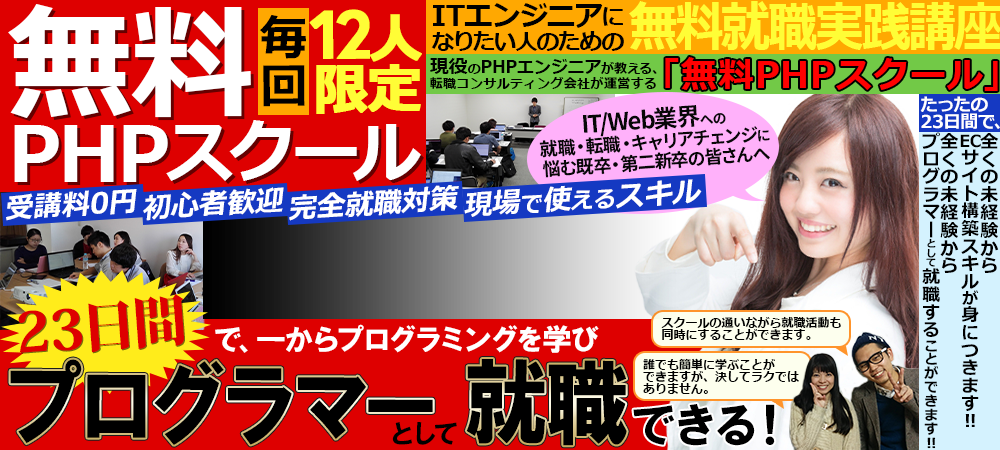 無料
PHPスクール
毎回
12人
限定
ITエンジニアに
なりたい人のための
無料就職実践講座
現役のPHPエンジニアが教える、
転職コンサルティング会社が運営する
「無料PHPスクール」
IT/Web業界への
就職・転職・キャリアチェンジに
悩む既卒・第二新卒の皆さんへ
たったの
23日間で、
全くの未経験から
ECサイト構築スキルが身につきます!!
全くの未経験から
プログラマーとして就職することができます!!
受講料0円
初心者歓迎
完全就職対策
現場で使えるスキル
23日間
で、一からプログラミングを学び
プログラマーとして就職できる!
スクールの通いながら就職活動も
同時にすることができます。
誰でも簡単に学ぶことが
できますが、決してラクでは
ありません。